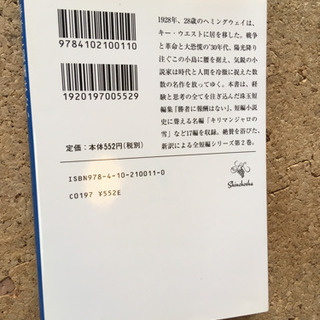 9784102100110
1920197005529
定価：本体552円(税別)
ISBN978-4-10-210011-0
C0197 ¥552E
1928年、28歳のヘミングウェイは、
キー・ウエストに居を移した。戦争
と革命と大恐慌の'30年代、陽光降り
注ぐこの小島に腰を据え、気鋭の小
説家は時代と人間を冷徹に捉えた数
数の名作を放ってゆく。本書は、経
験と思考の全てを注ぎ込んだ珠玉短
編集『勝者に報酬はない』、短編小説
史に聳える名編「キリマンジャロの
雪」など17編を収録。絶賛を浴びた、
新訳による全短編シリーズ第2巻。
Shinchosha